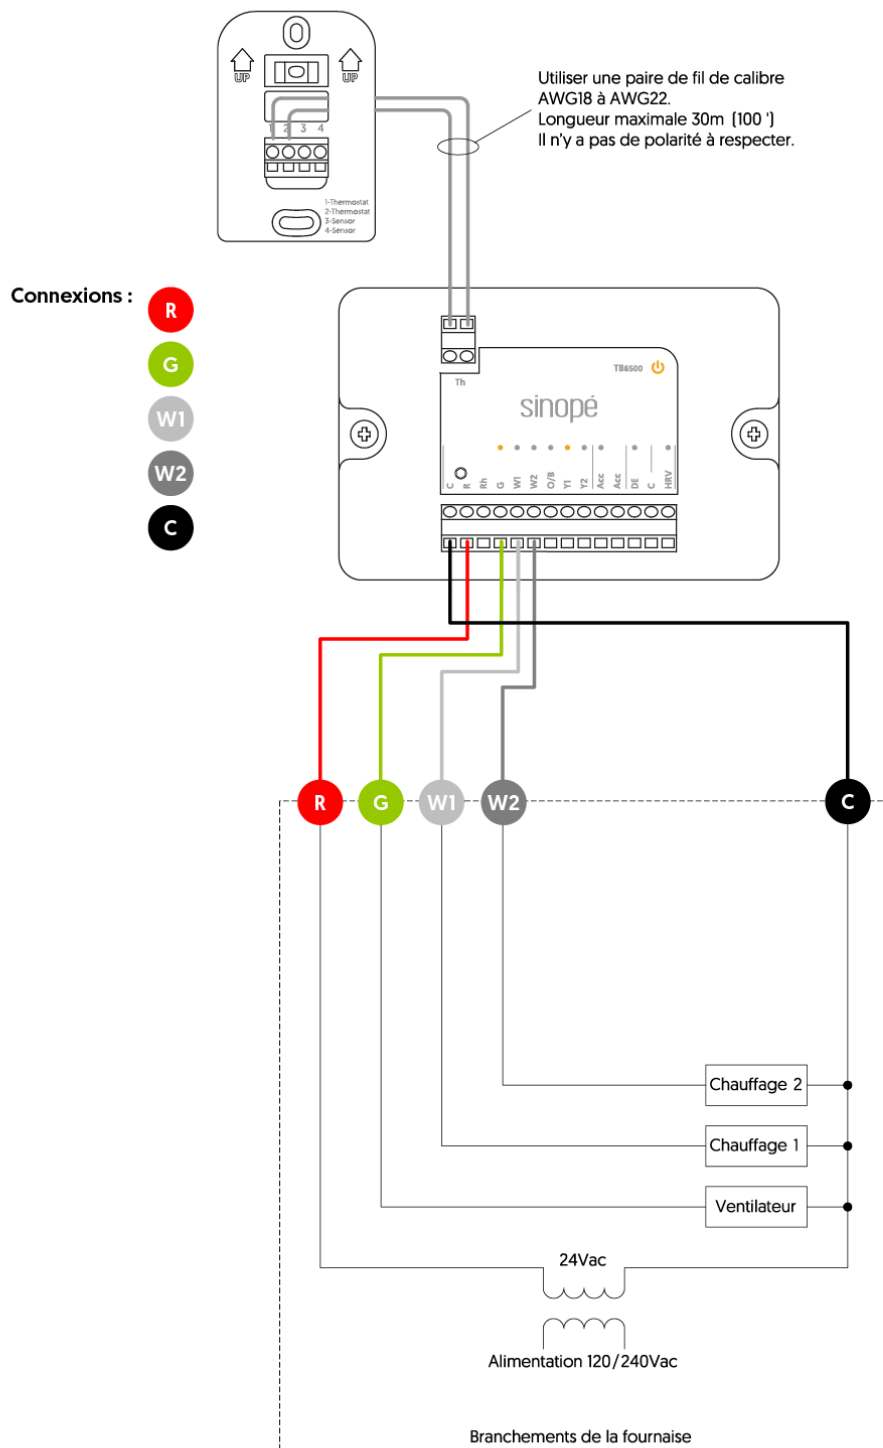 UP UP
1 2 3 4
1-Thermostat
2-Thermostat
3-Sensor
4-Sensor
Utiliser une paire de fil de calibre
AWG18 à AWG22.
Longueur maximale 30m (100 ')
Il n'y a pas de polarité à respecter.
Connexions :
R
G
W1
W2
C
Th
TB6500
sinopé
C R Rh G W1 W2 O/B Y1 Y2 Acc Acc DE C HRV
R G W1 W2 C
Chauffage 2
Chauffage 1
Ventilateur
24Vac
Alimentation 120/240Vac
Branchements de la fournaise